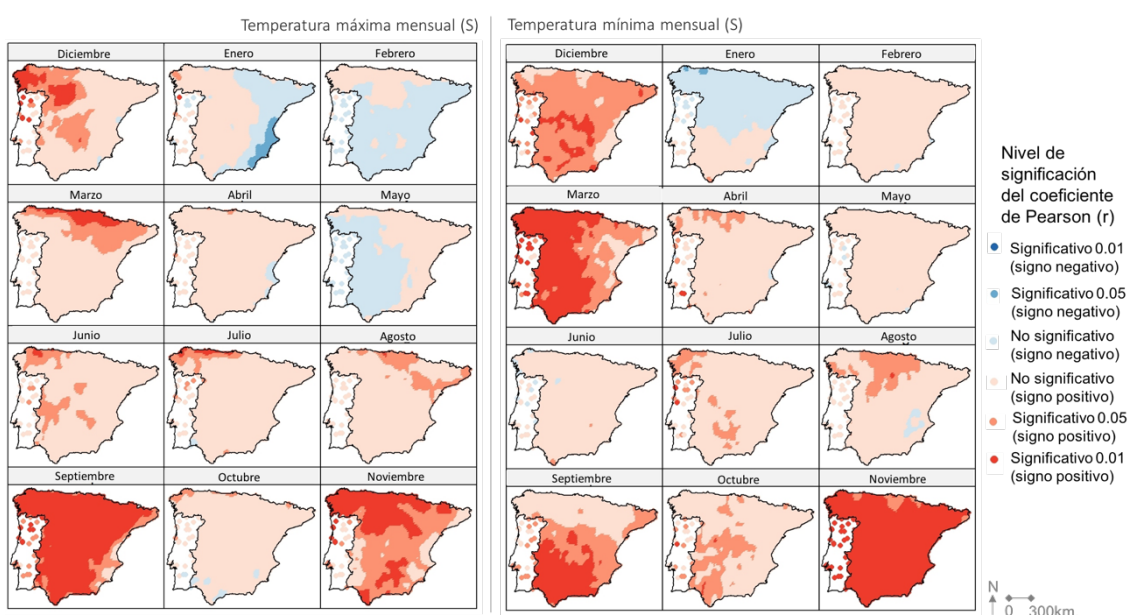 Temperatura máxima mensual (S)
Diciembre
Enero
Febrero
Marzo
Abril
Mayo
Junio
Julio
Agosto
Septiembre
Octubre
Noviembre
Temperatura mínima mensual (S)
Diciembre
Enero
Febrero
Marzo
Abril
Mayo
Junio
Julio
Agosto
Septiembre
Octubre
Noviembre
Nivel de
significación
del coeficiente
de Pearson (r)
Significativo 0.01
(signo negativo)
Significativo 0.05
(signo negativo)
No significativo
(signo negativo)
No significativo
(signo positivo)
Significativo 0.05
(signo positivo)
Significativo 0.01
(signo positivo)
N
0 300km